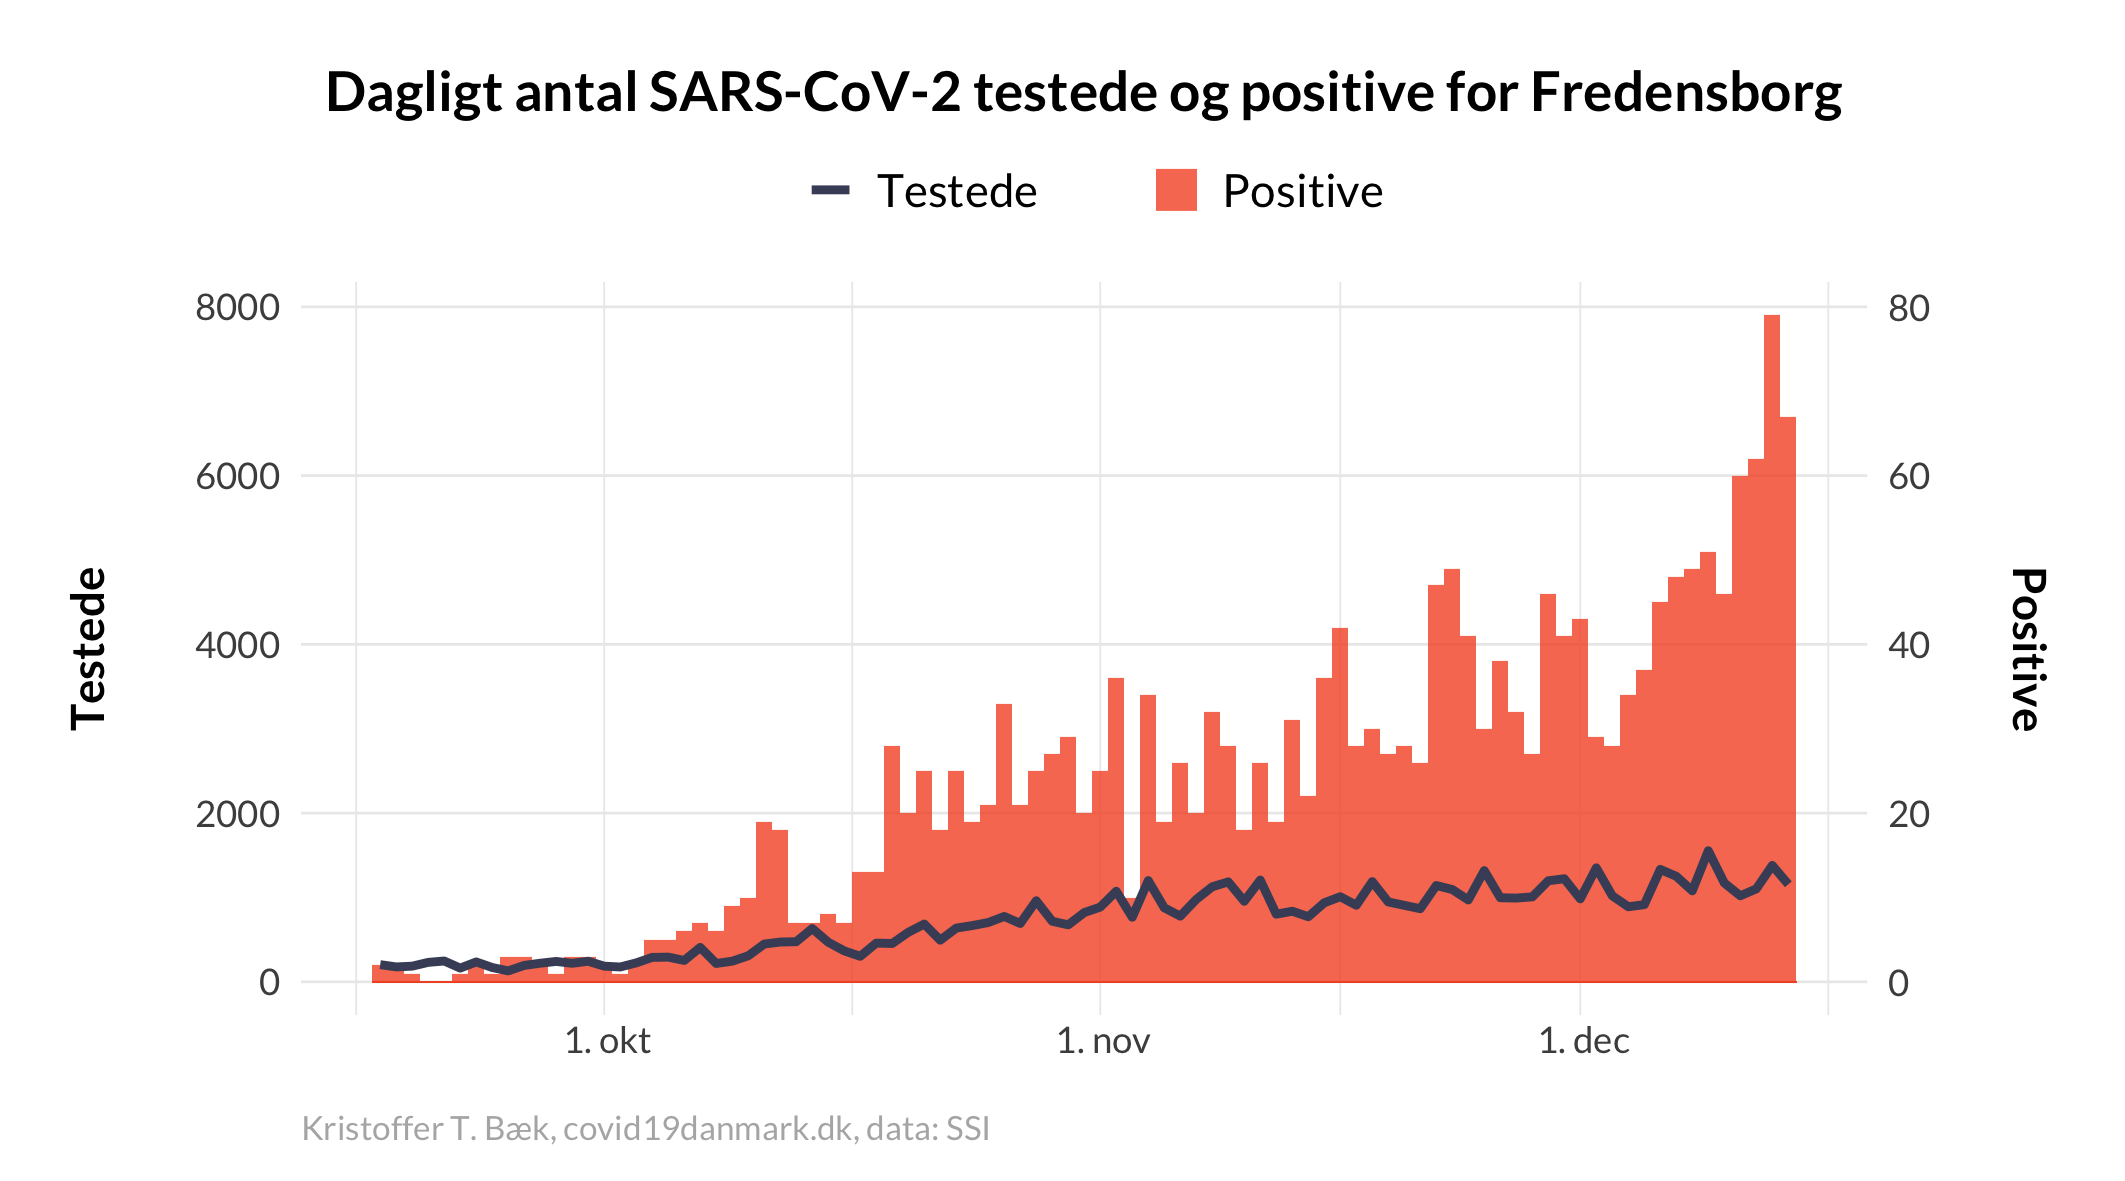 Dagligt antal SARS-CoV-2 testede og positive for Fredensborg
Testede
Positive
8000
6000
4000
2000
0
80
60
40
20
0
Testede
Positive
1. okt
1. nov
1. dec
Kristoffer T. Bæk, covid19danmark.dk, data: SSI